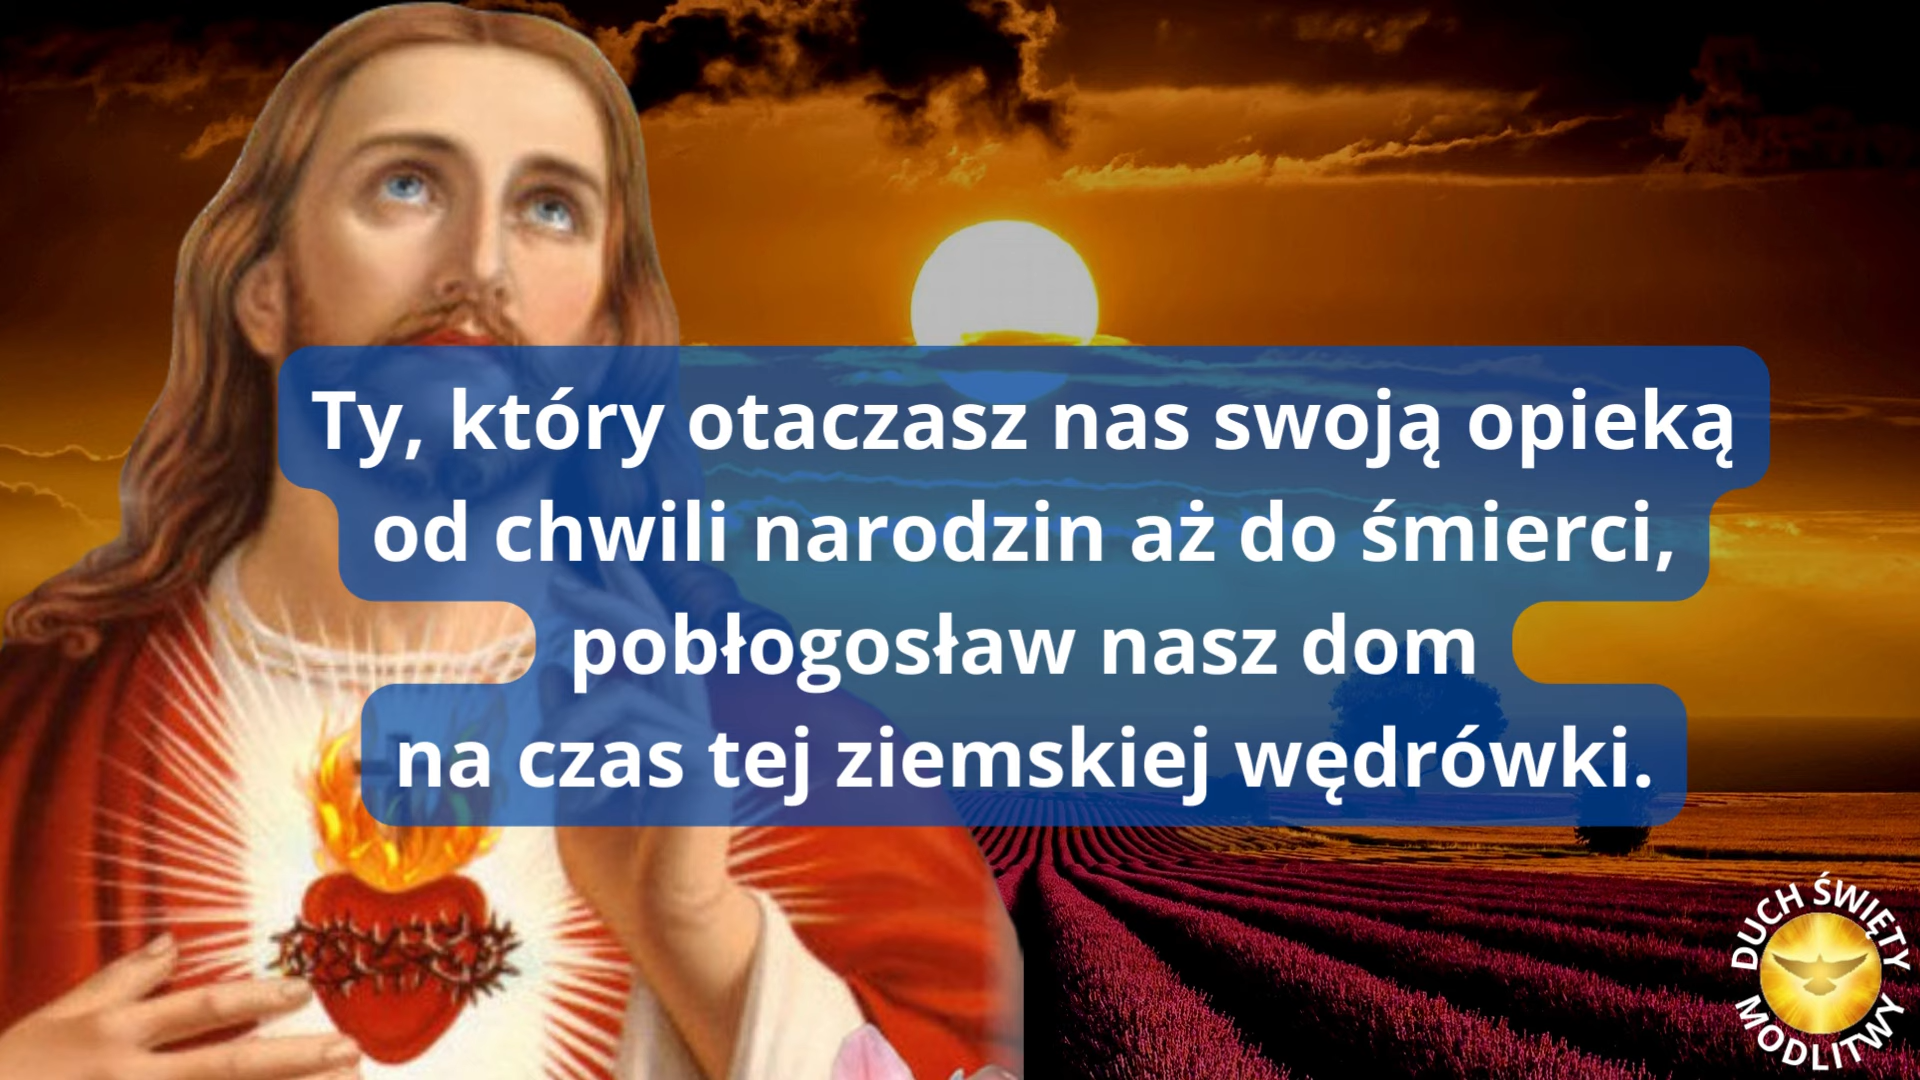 Ty, który otaczasz nas swoją opieką
od chwili narodzin aż do śmierci,
pobłogosław nasz dom
na czas tej ziemskiej wędrówki.
DUCH ŚWIĘTY
MODLITWY